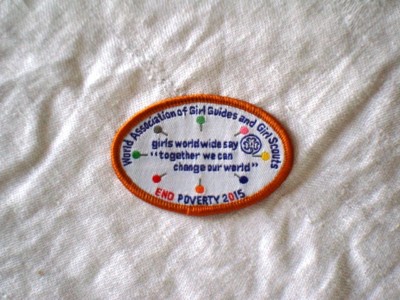 World Association of Girl Guides and Girl Scouts
girls worldwide say
"together we can
change our world"
END POVERTY 2015